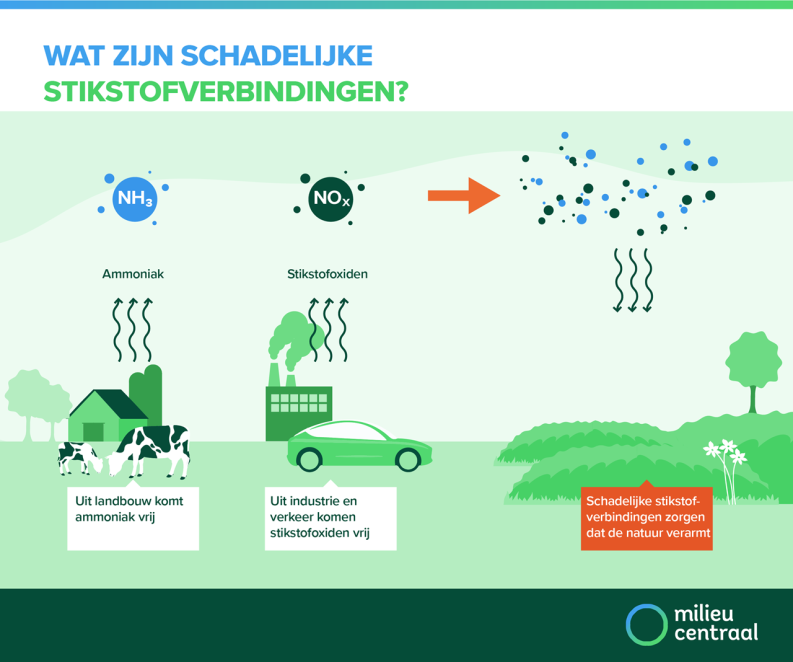 WAT ZIJN SCHADELIJKE
STIKSTOFVERBINDINGEN?
NH₃
NOₓ
Ammoniak
Stikstofoxiden
Uit landbouw komt
ammoniak vrij
Uit industrie en
verkeer komen
stikstofoxiden vrij
Schadelijke stikstof-
verbindingen zorgen
dat de natuur verarmt
milieu
centraal